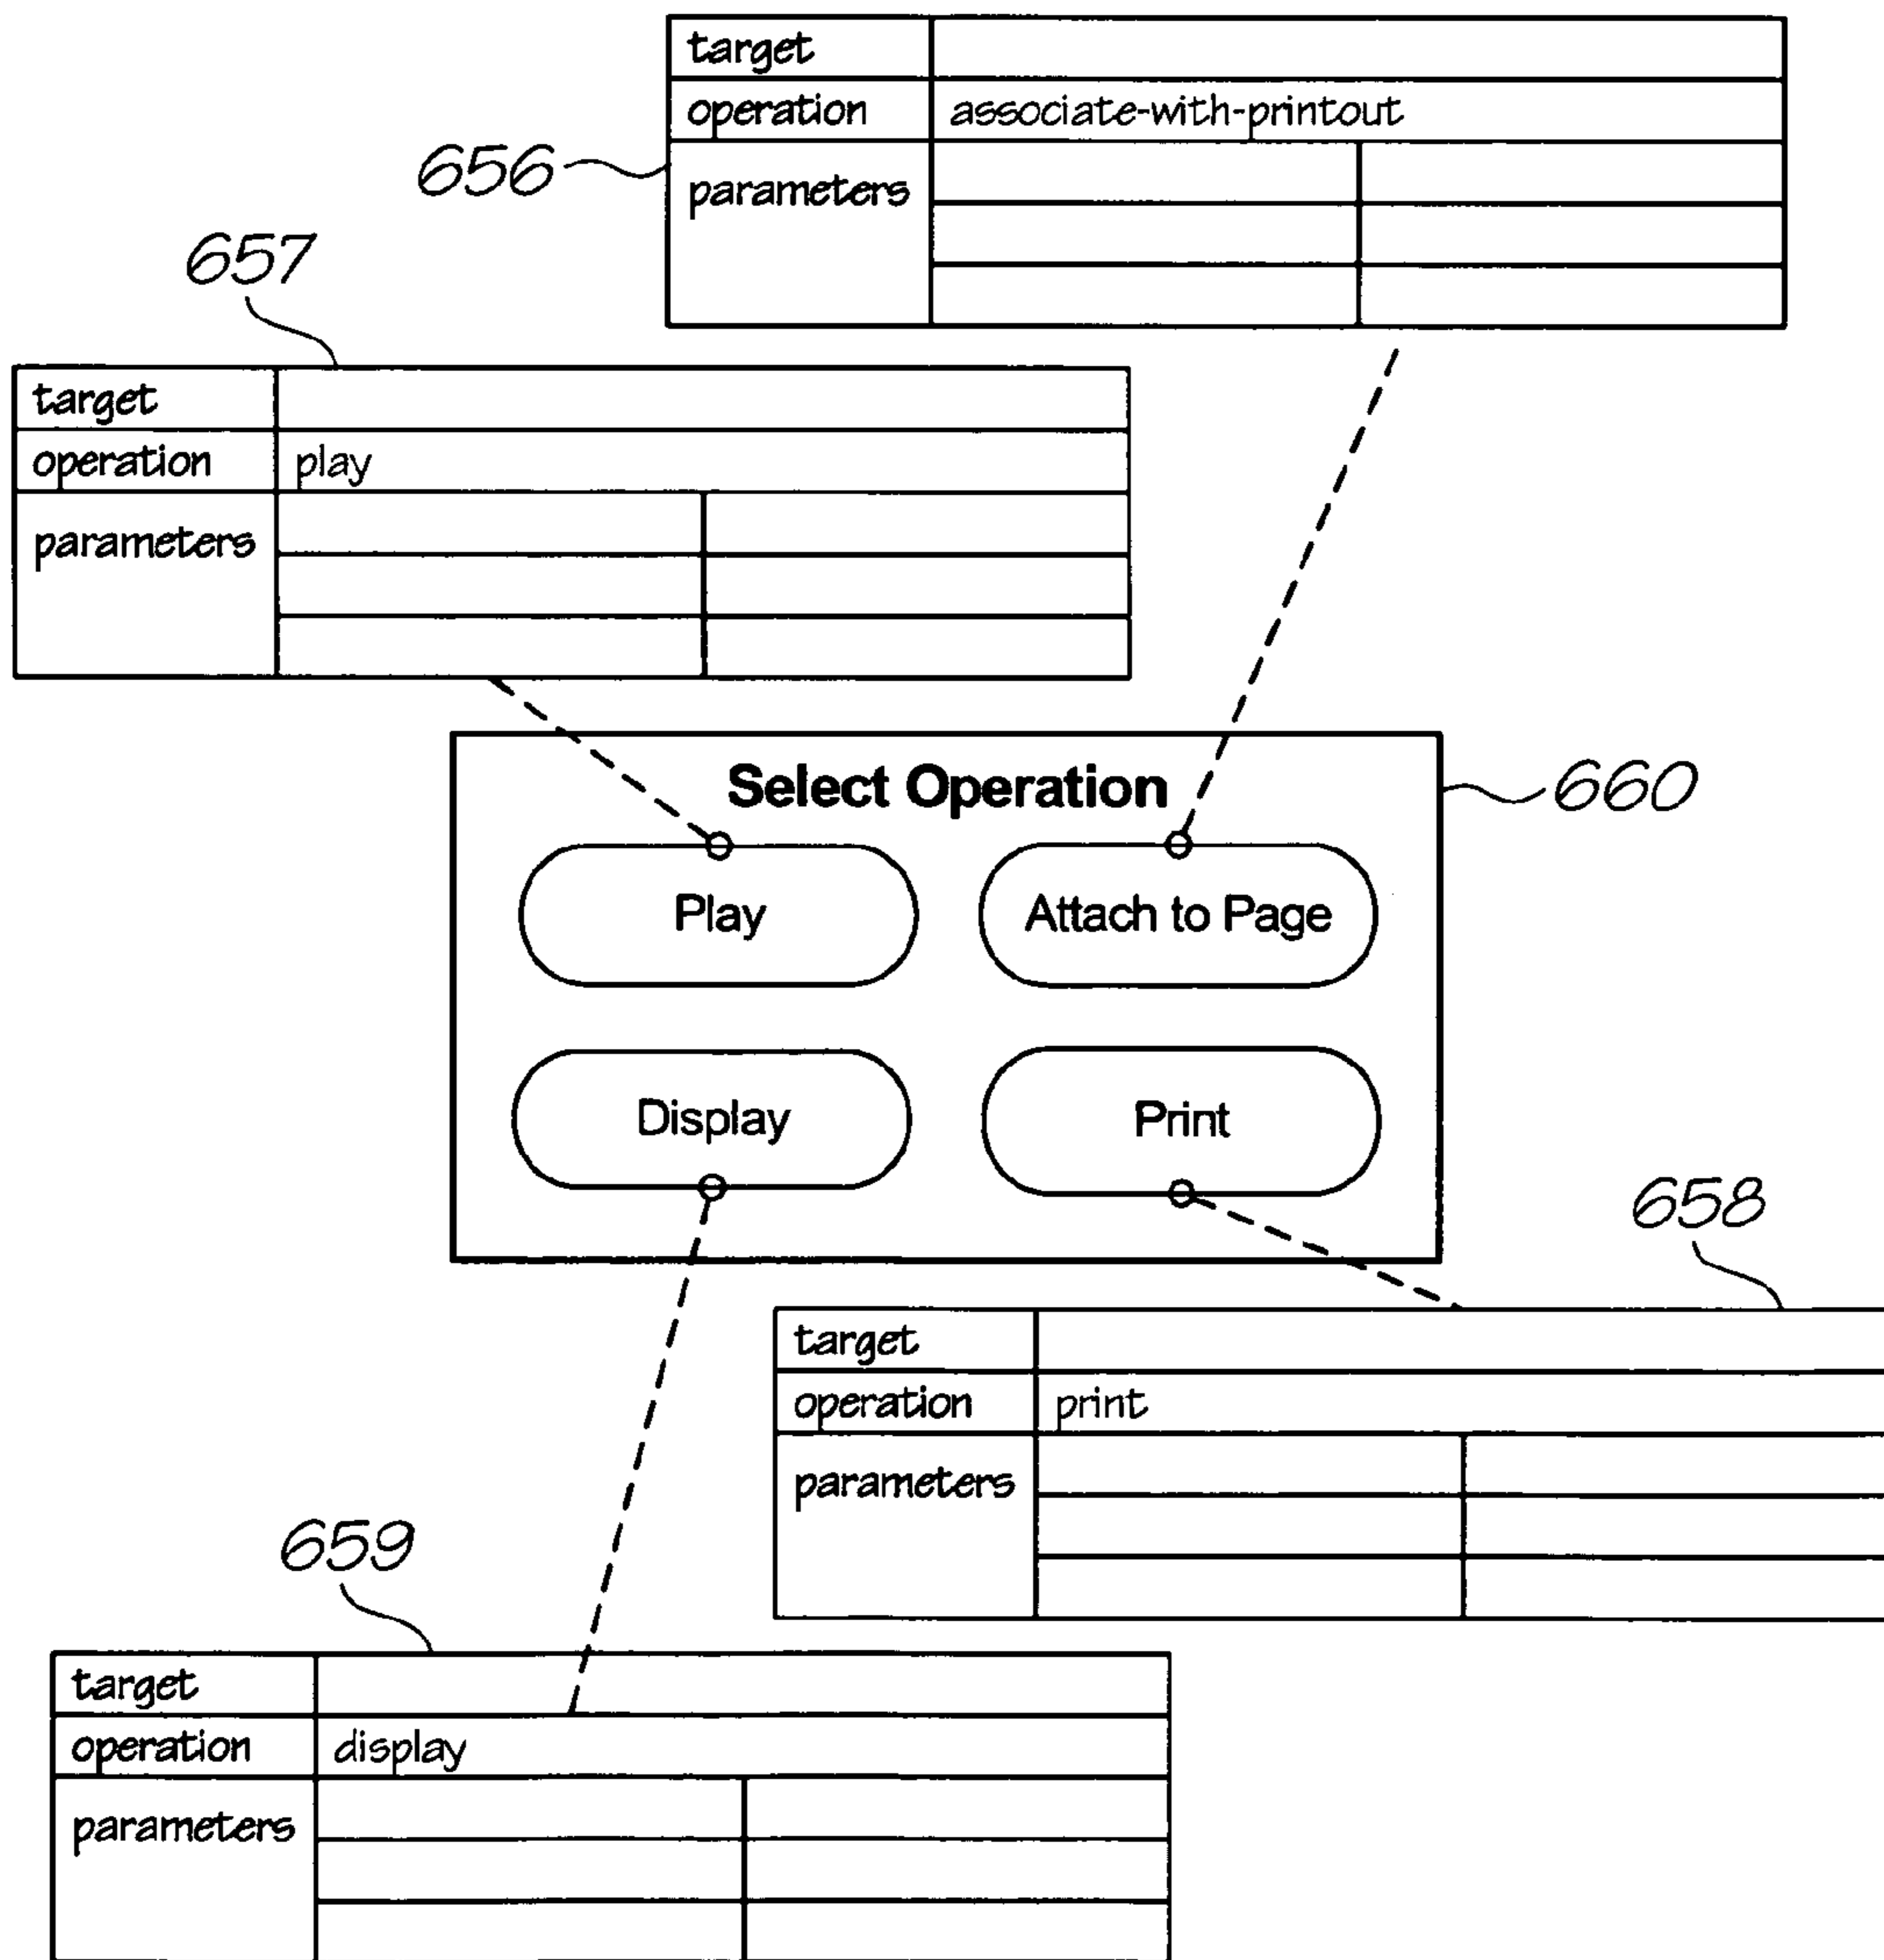 target
operation associate-with-printout
656
parameters
657
target
operation play
parameters
Select Operation
660
Play Attach to Page
Display Print
658
target
operation print
parameters
659
target
operation display
parameters